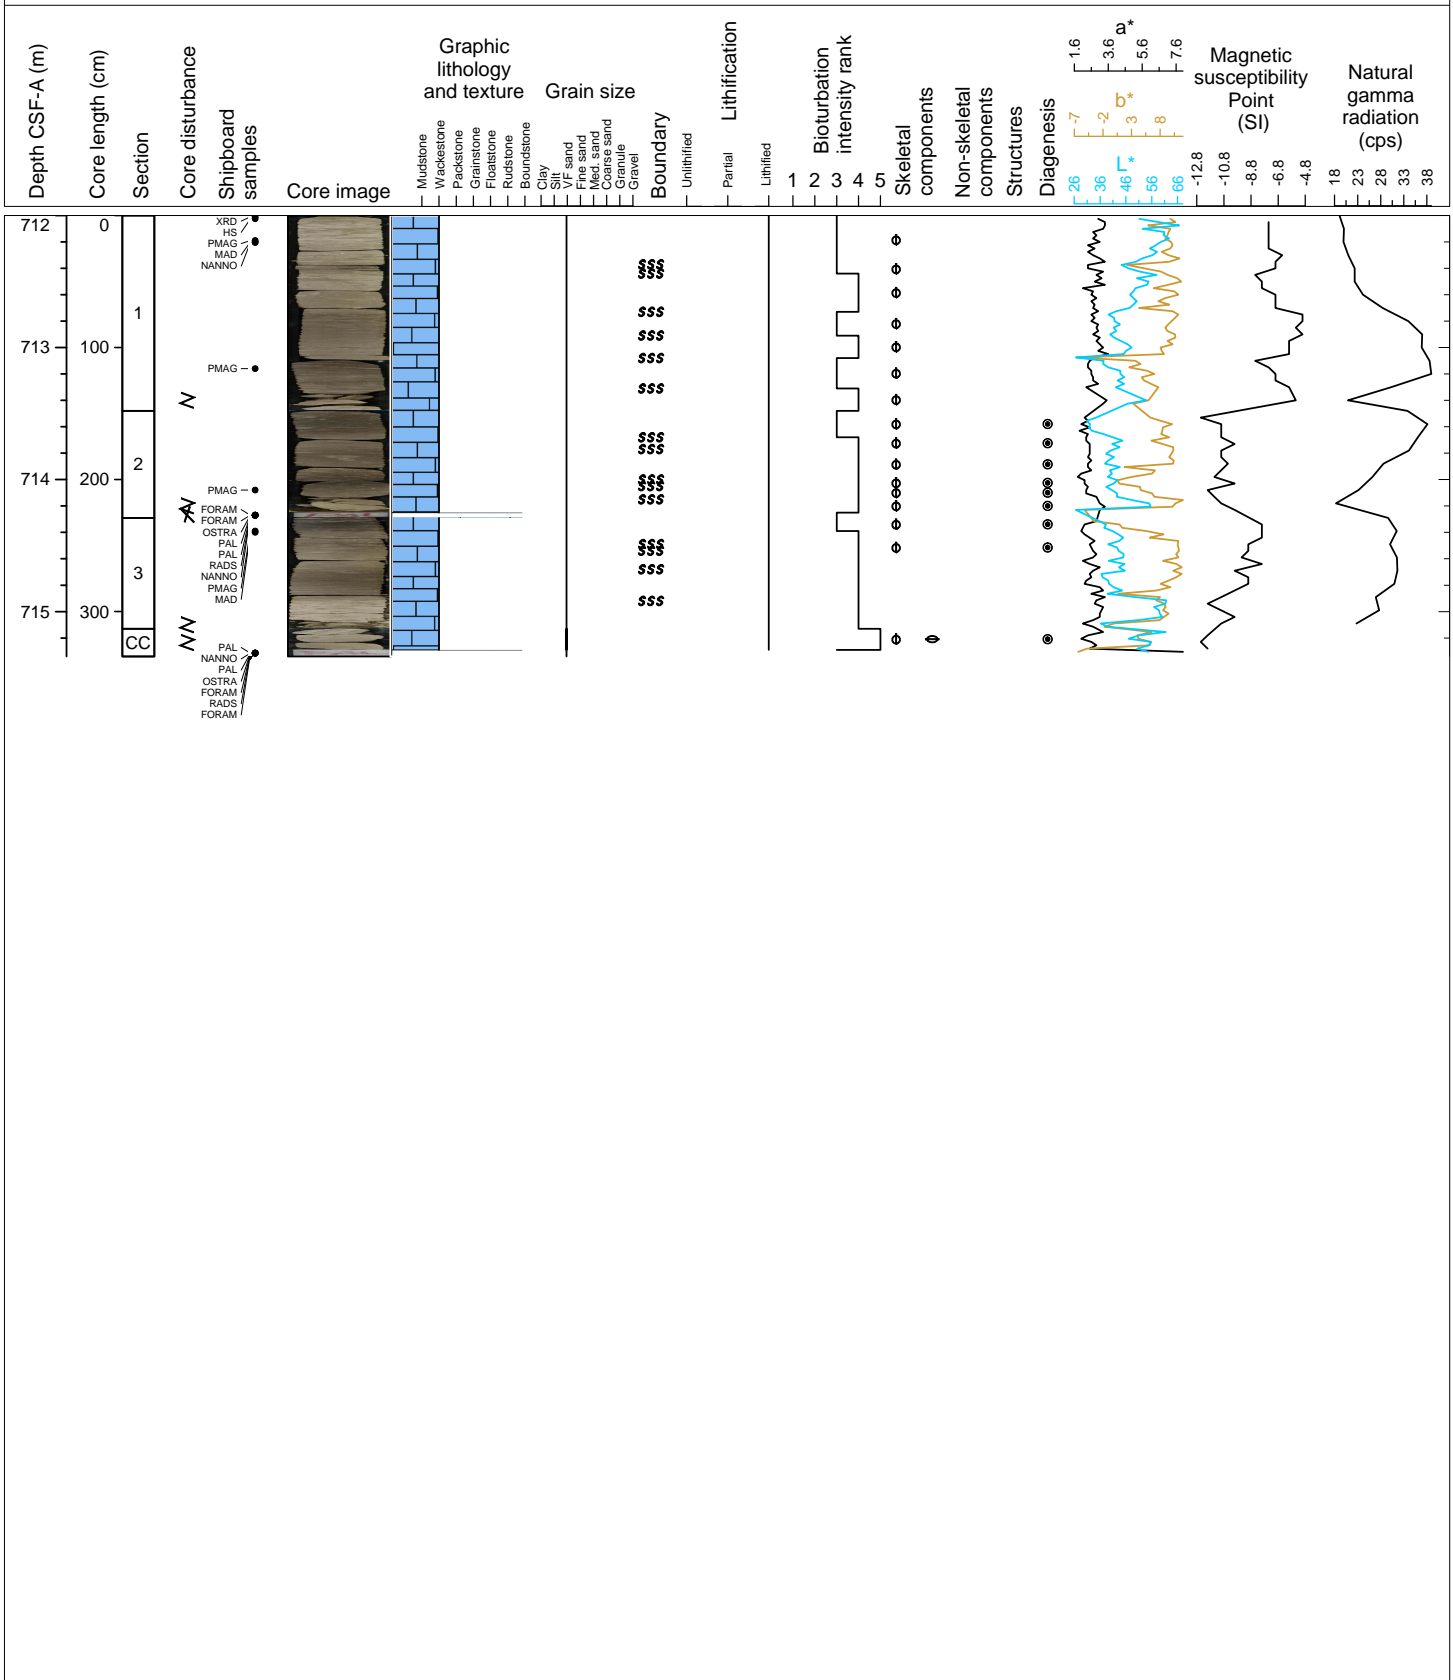 Depth CSF-A (m)
Core length (cm)
Section
Core disturbance
Shipboard
samples
Core image
Graphic
lithology
and texture
Mudstone
Wackestone
Packstone
Grainstone
Floatstone
Rudstone
Boundstone
Grain size
Clay
Silt
VF sand
Fine sand
Med. sand
Coarse sand
Granule
Gravel
Boundary
Lithification
Unlithified
Partial
Lithified
Bioturbation
intensity rank
1 2 3 4 5
Skeletal
components
Non-skeletal
components
Structures
Diagenesis
a*
1.6 3.6 5.6 7.6
b*
-7 -2 3 8
L*
26 36 46 56 66
Magnetic
susceptibility
Point
(SI)
-12.8 -10.8 -8.8 -6.8 -4.8
Natural
gamma
radiation
(cps)
18 23 28 33 38
712
713
714
715
0
100
200
300
1
2
3
CC
XRD
HS
PMAG
MAD
NANNO
PMAG
PMAG
FORAM
FORAM
OSTRA
PAL
PAL
RADS
NANNO
PMAG
MAD
PAL
NANNO
PAL
OSTRA
FORAM
RADS
FORAM